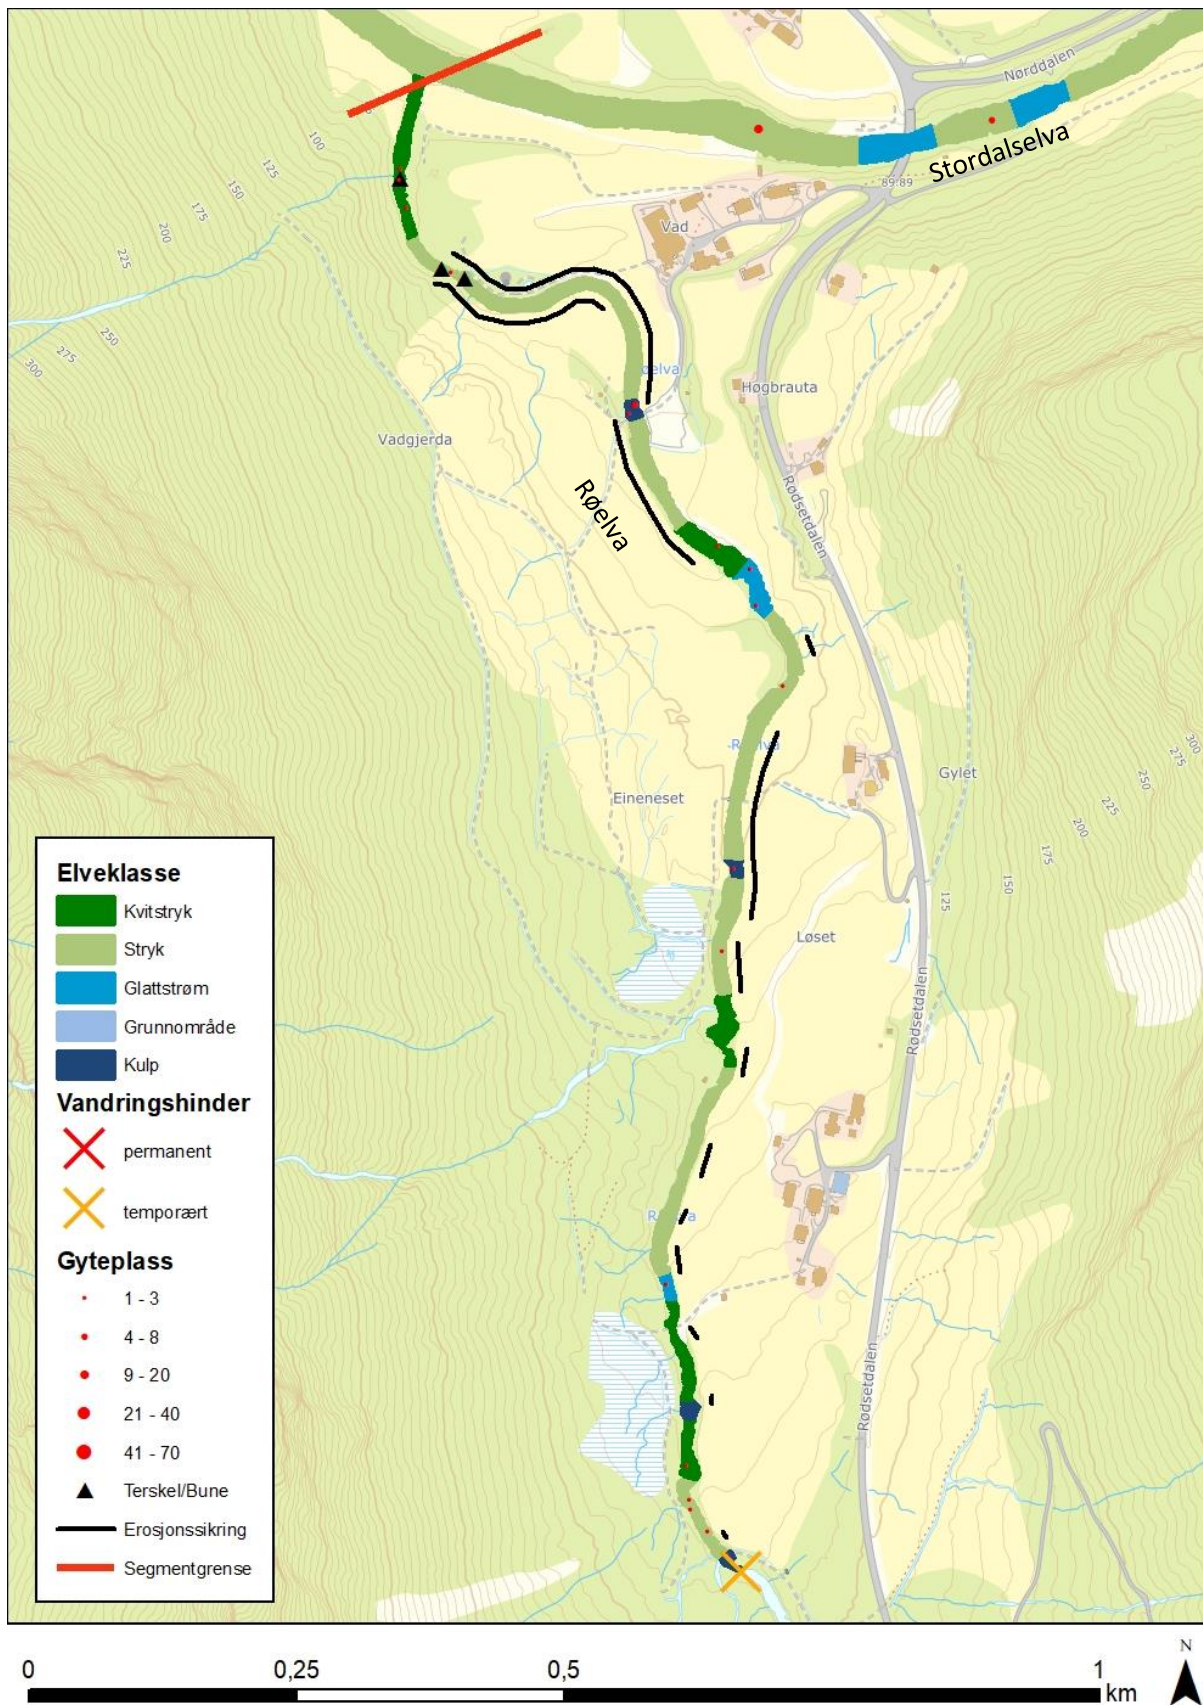 Nørddalen
Stordalselva
89.89
100
125
150
175
200
225
250
275
300
Vad
Røelva
Høgbrauta
Vadgjerda
Rødsetdalen
Eineneset
Gylet
300
275
250
225
200
175
150
125
Løset
Rødsetdalen
Rødsetdalen
Elveklasse
Kvitstryk
Stryk
Glattstrøm
Grunnområde
Kulp
Vandringshinder
permanent
temporært
Gyteplass
1 - 3
4 - 8
9 - 20
21 - 40
41 - 70
Terskel/Bune
Erosjonssikring
Segmentgrense
N
0 0,25 0,5 1
km